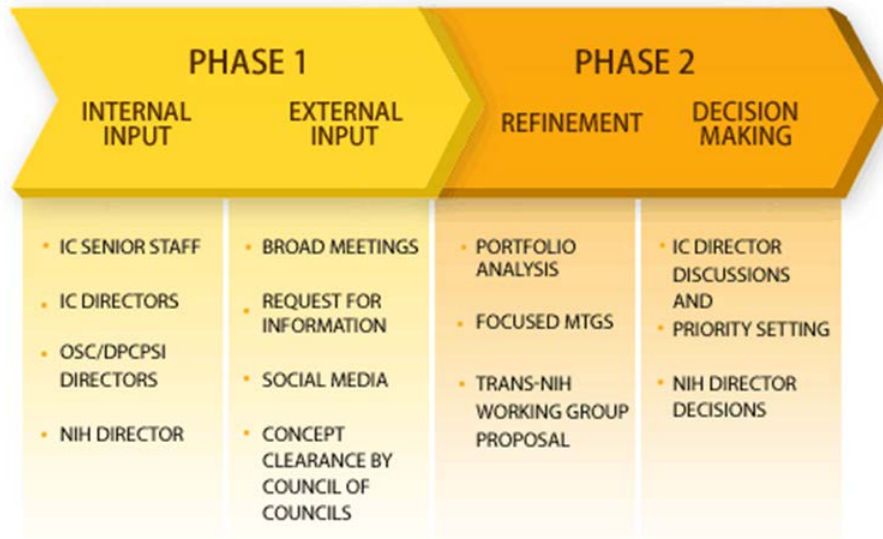 PHASE 1
INTERNAL
INPUT
EXTERNAL
INPUT
PHASE 2
REFINEMENT
DECISION
MAKING
• IC SENIOR STAFF
• IC DIRECTORS
• OSC/DPCPSI
DIRECTORS
• NIH DIRECTOR
• BROAD MEETINGS
• REQUEST FOR
INFORMATION
• SOCIAL MEDIA
• CONCEPT
CLEARANCE BY
COUNCIL OF
COUNCILS
• PORTFOLIO
ANALYSIS
• FOCUSED MTGS
• TRANS-NIH
WORKING GROUP
PROPOSAL
• IC DIRECTOR
DISCUSSIONS
AND
• PRIORITY SETTING
• NIH DIRECTOR
DECISIONS